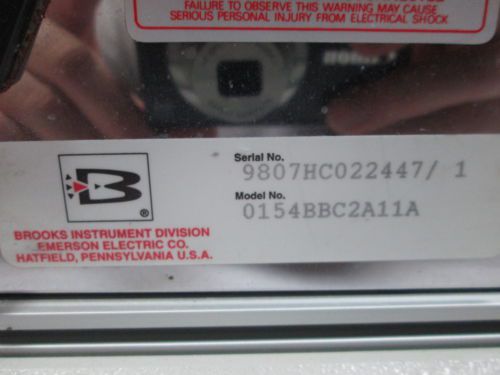 FAILURE TO OBSERVE THIS WARNING MAY CAUSE
SERIOUS PERSONAL INJURY FROM ELECTRICAL SHOCK
B
®
Serial No.
9807HC022447/ 1
Model No.
0154BBC2A11A
BROOKS INSTRUMENT DIVISION
EMERSON ELECTRIC CO.
HATFIELD, PENNSYLVANIA U.S.A.